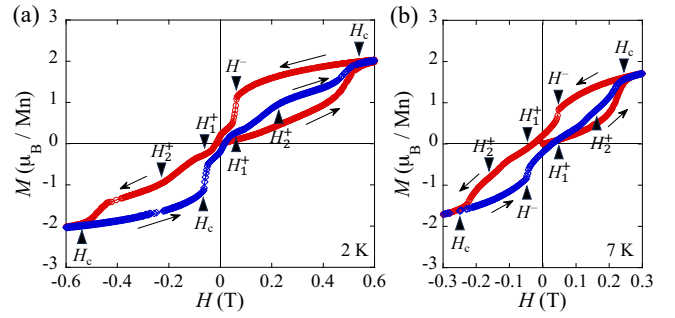 (a)
M (μB / Mn)
3
2
1
0
-1
-2
-3
-0.6 -0.4 -0.2 0 0.2 0.4 0.6
H (T)
2 K
Hc
H−
H1+
H2+
H2+
H1+
Hc
Hc
(b)
M (μB / Mn)
3
2
1
0
-1
-2
-3
-0.3 -0.2 -0.1 0 0.1 0.2 0.3
H (T)
7 K
Hc
H−
H1+
H2+
H2+
H1+
H−
Hc